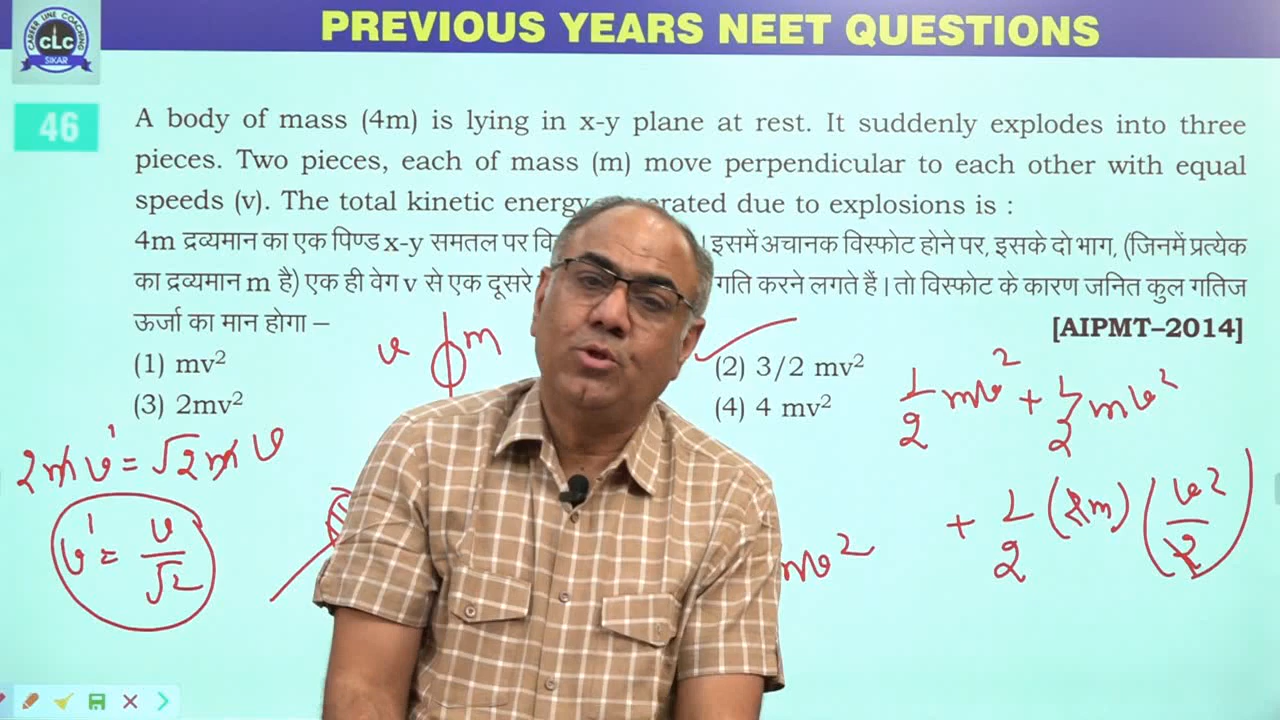 PREVIOUS YEARS NEET QUESTIONS
CAREER LINE COACHING
CLC
SIKAR
46
A body of mass (4m) is lying in x-y plane at rest. It suddenly explodes into three
pieces. Two pieces, each of mass (m) move perpendicular to each other with equal
speeds (v). The total kinetic energy erated due to explosions is :
4m द्रव्यमान का एक पिण्ड x-y समतल पर । इसमें अचानक विस्फोट होने पर, इसके दो भाग, (जिनमें प्रत्येक
का द्रव्यमान m है) एक ही वेग v से एक दूसरे गति करने लगते हैं । तो विस्फोट के कारण जनित कुल गतिज
ऊर्जा का मान होगा –
[AIPMT–2014]
(1) mv²
(2) 3/2 mv²
(3) 2mv²
(4) 4 mv²
v m
1/2 mv² + 1/2 mv²
2mv' = √2mv
+ 1/2 (2m) (v²/2)
v' = v/√2
mv²